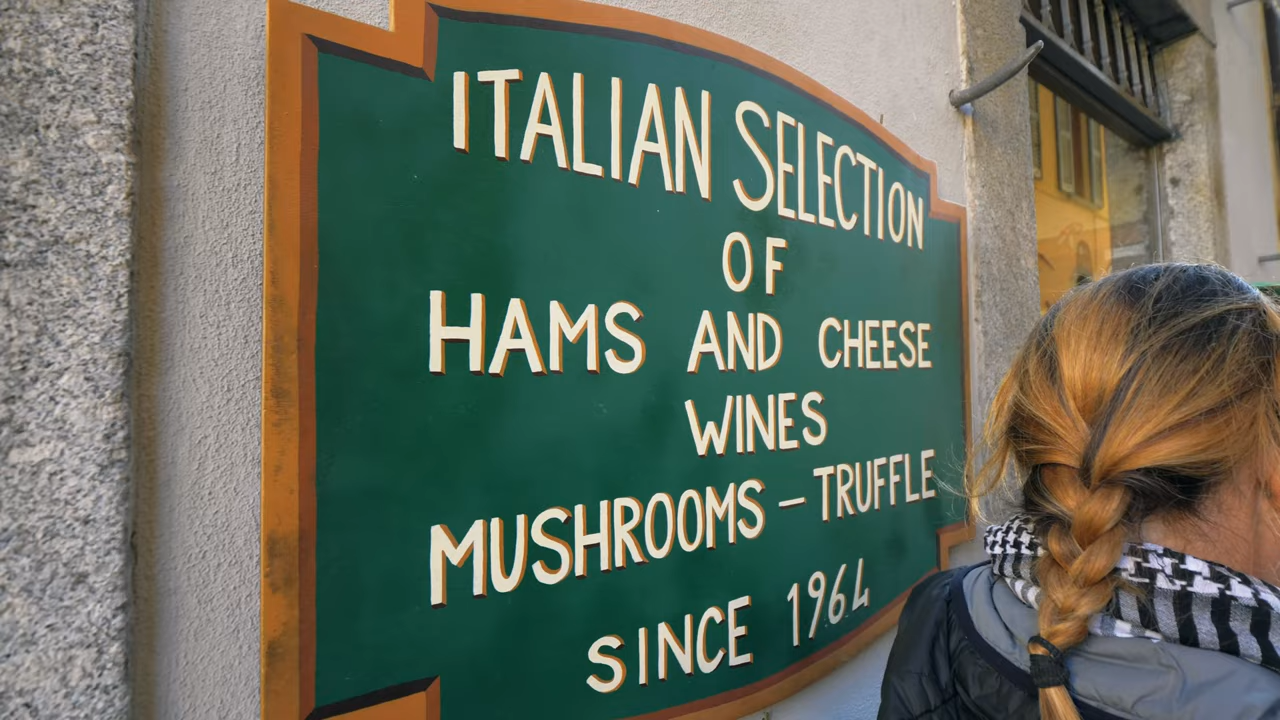 ITALIAN SELECTION
OF
HAMS AND CHEESE
WINES
MUSHROOMS – TRUFFLE
SINCE 1964